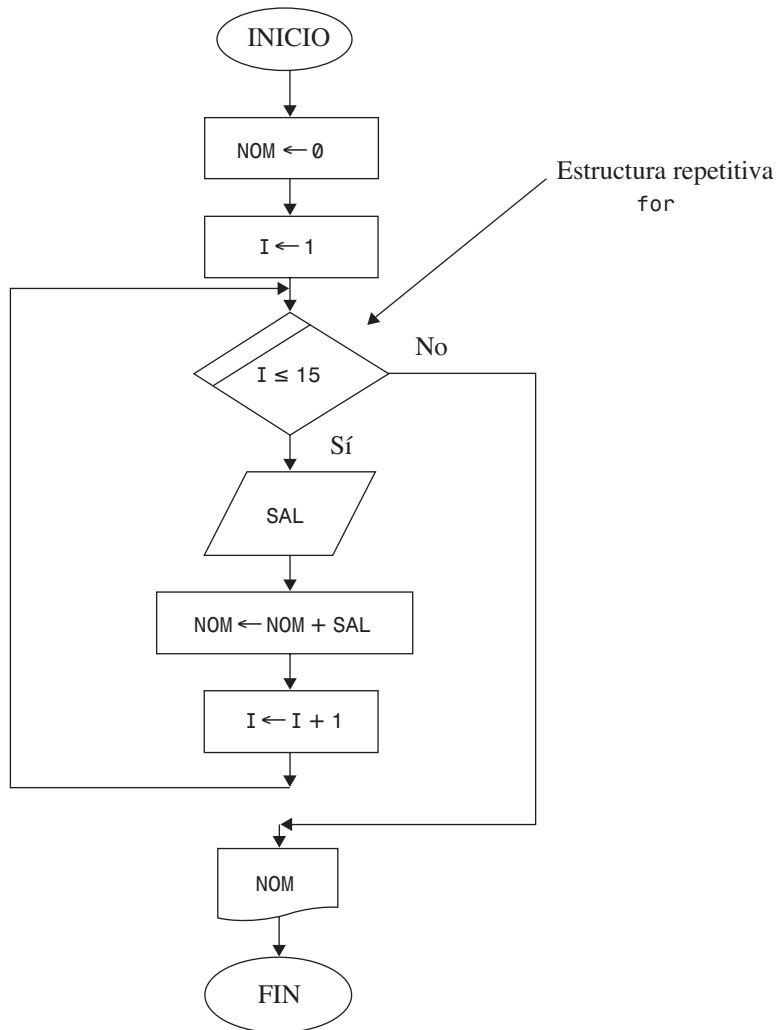 INICIO
NOM ← 0
Estructura repetitiva
for
I ← 1
No
I ≤ 15
Sí
SAL
NOM ← NOM + SAL
I ← I + 1
NOM
FIN